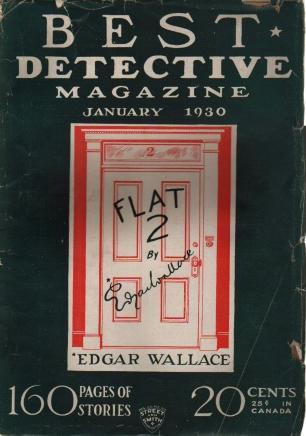 BEST
DETECTIVE
MAGAZINE
JANUARY 1930
2
FLAT
2
By
Edgar Wallace
EDGAR WALLACE
160 PAGES OF
STORIES
STREET
&
SMITH
20 CENTS
25¢ IN
CANADA